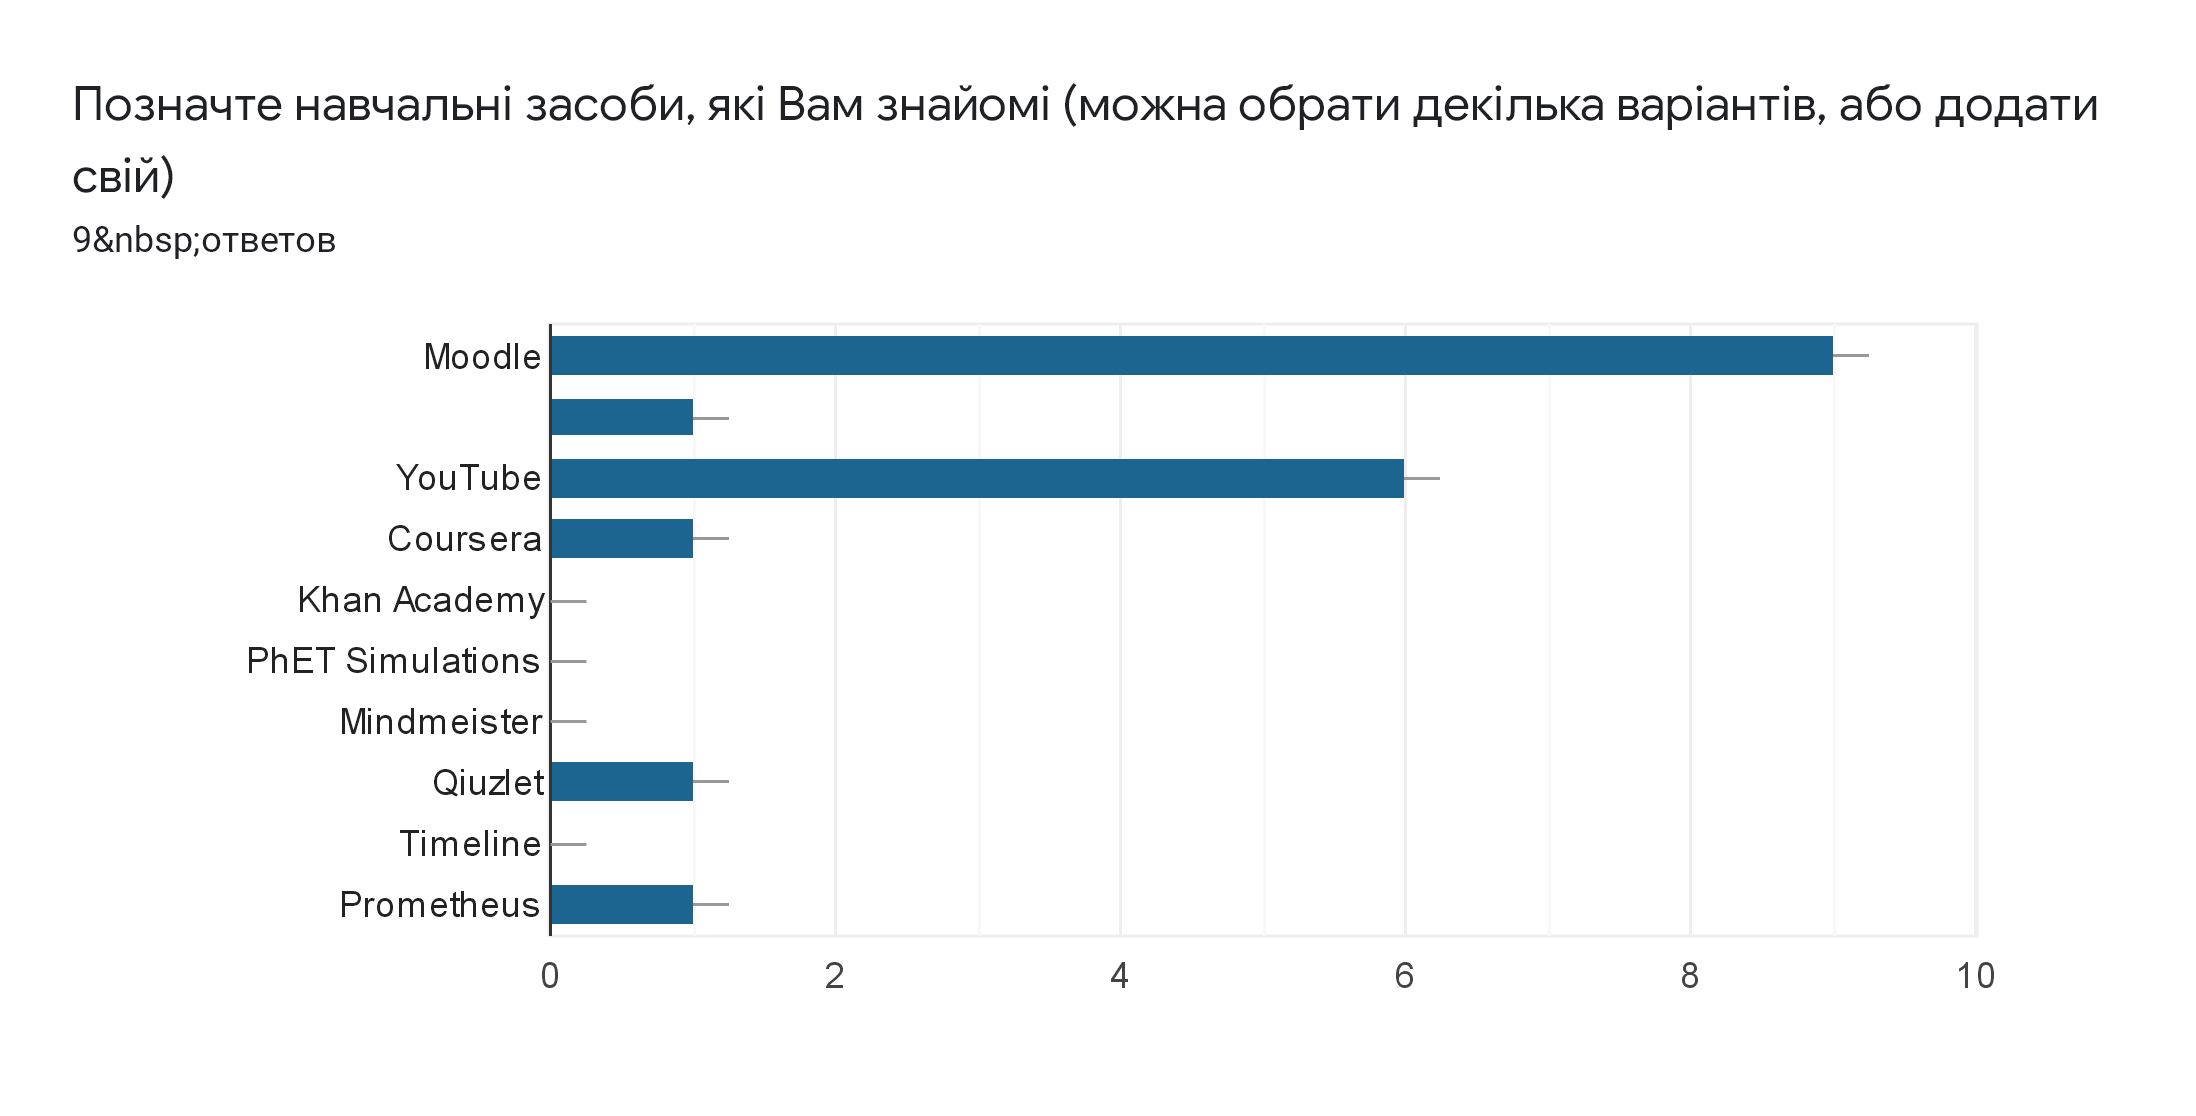 Позначте навчальні засоби, які Вам знайомі (можна обрати декілька варіантів, або додати
свій)
9&nbsp;ответов
Moodle
YouTube
Coursera
Khan Academy
PhET Simulations
Mindmeister
Qiuzlet
Timeline
Prometheus
0 2 4 6 8 10